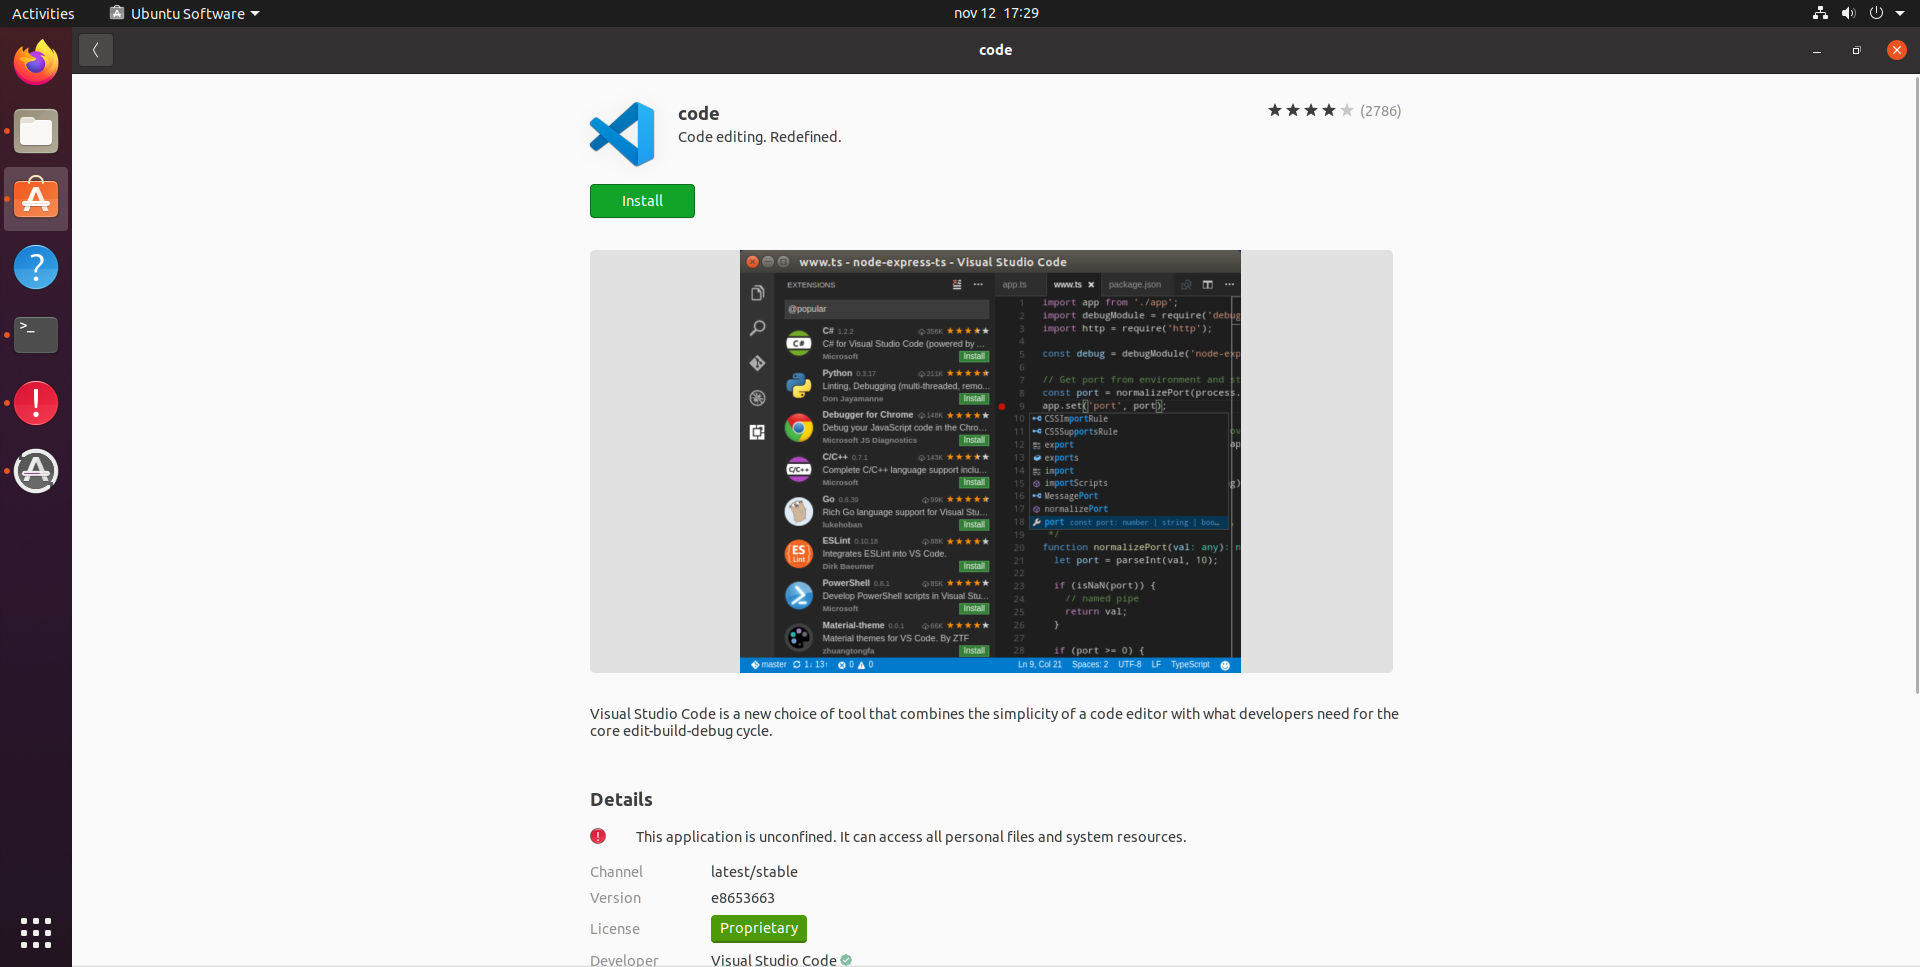 Activities
Ubuntu Software
nov 12 17:29
code
code
Code editing. Redefined.
(2786)
Install
www.ts - node-express-ts - Visual Studio Code
EXTENSIONS
app.ts
www.ts
package.json
@popular
C# 1.2.2 356K
C# for Visual Studio Code (powered by ...
Microsoft
Install
Python 0.3.17 211K
Linting, Debugging (multi-threaded, remo...
Don Jayamanne
Install
Debugger for Chrome 148K
Debug your JavaScript code in the Chro...
Microsoft JS Diagnostics
Install
C/C++
C/C++ 0.7.1 143K
Complete C/C++ language support inclu...
Microsoft
Install
Go 0.6.39 99K
Rich Go language support for Visual Stu...
lukehoban
Install
ES
Lint
ESLint 0.10.18 88K
Integrates ESLint into VS Code.
Dirk Baeumer
Install
PowerShell 0.6.1 85K
Develop PowerShell scripts in Visual Stu...
Microsoft
Install
Material-theme 0.0.1 66K
Material themes for VS Code. By ZTF
zhuangtongfa
Install
1 import app from './app';
2 import debugModule = require('debug
3 import http = require('http');
4
5 const debug = debugModule('node-exp
6
7 // Get port from environment and st
8 const port = normalizePort(process.
9 app.set('port', port);
10 CSSImportRule
11 CSSSupportsRule
12 export
13 exports
14 import
15 importScripts
16 MessagePort
17 normalizePort
18 port const port: number | string | boo...
19 */
20 function normalizePort(val: any): n
21 let port = parseInt(val, 10);
22
23 if (isNaN(port)) {
24 // named pipe
25 return val;
26 }
27
28 if (port >= 0) {
master 1↓ 13↑ 0 0
Ln 9, Col 21 Spaces: 2 UTF-8 LF TypeScript
Visual Studio Code is a new choice of tool that combines the simplicity of a code editor with what developers need for the
core edit-build-debug cycle.
Details
This application is unconfined. It can access all personal files and system resources.
Channel latest/stable
Version e8653663
License Proprietary
Developer Visual Studio Code